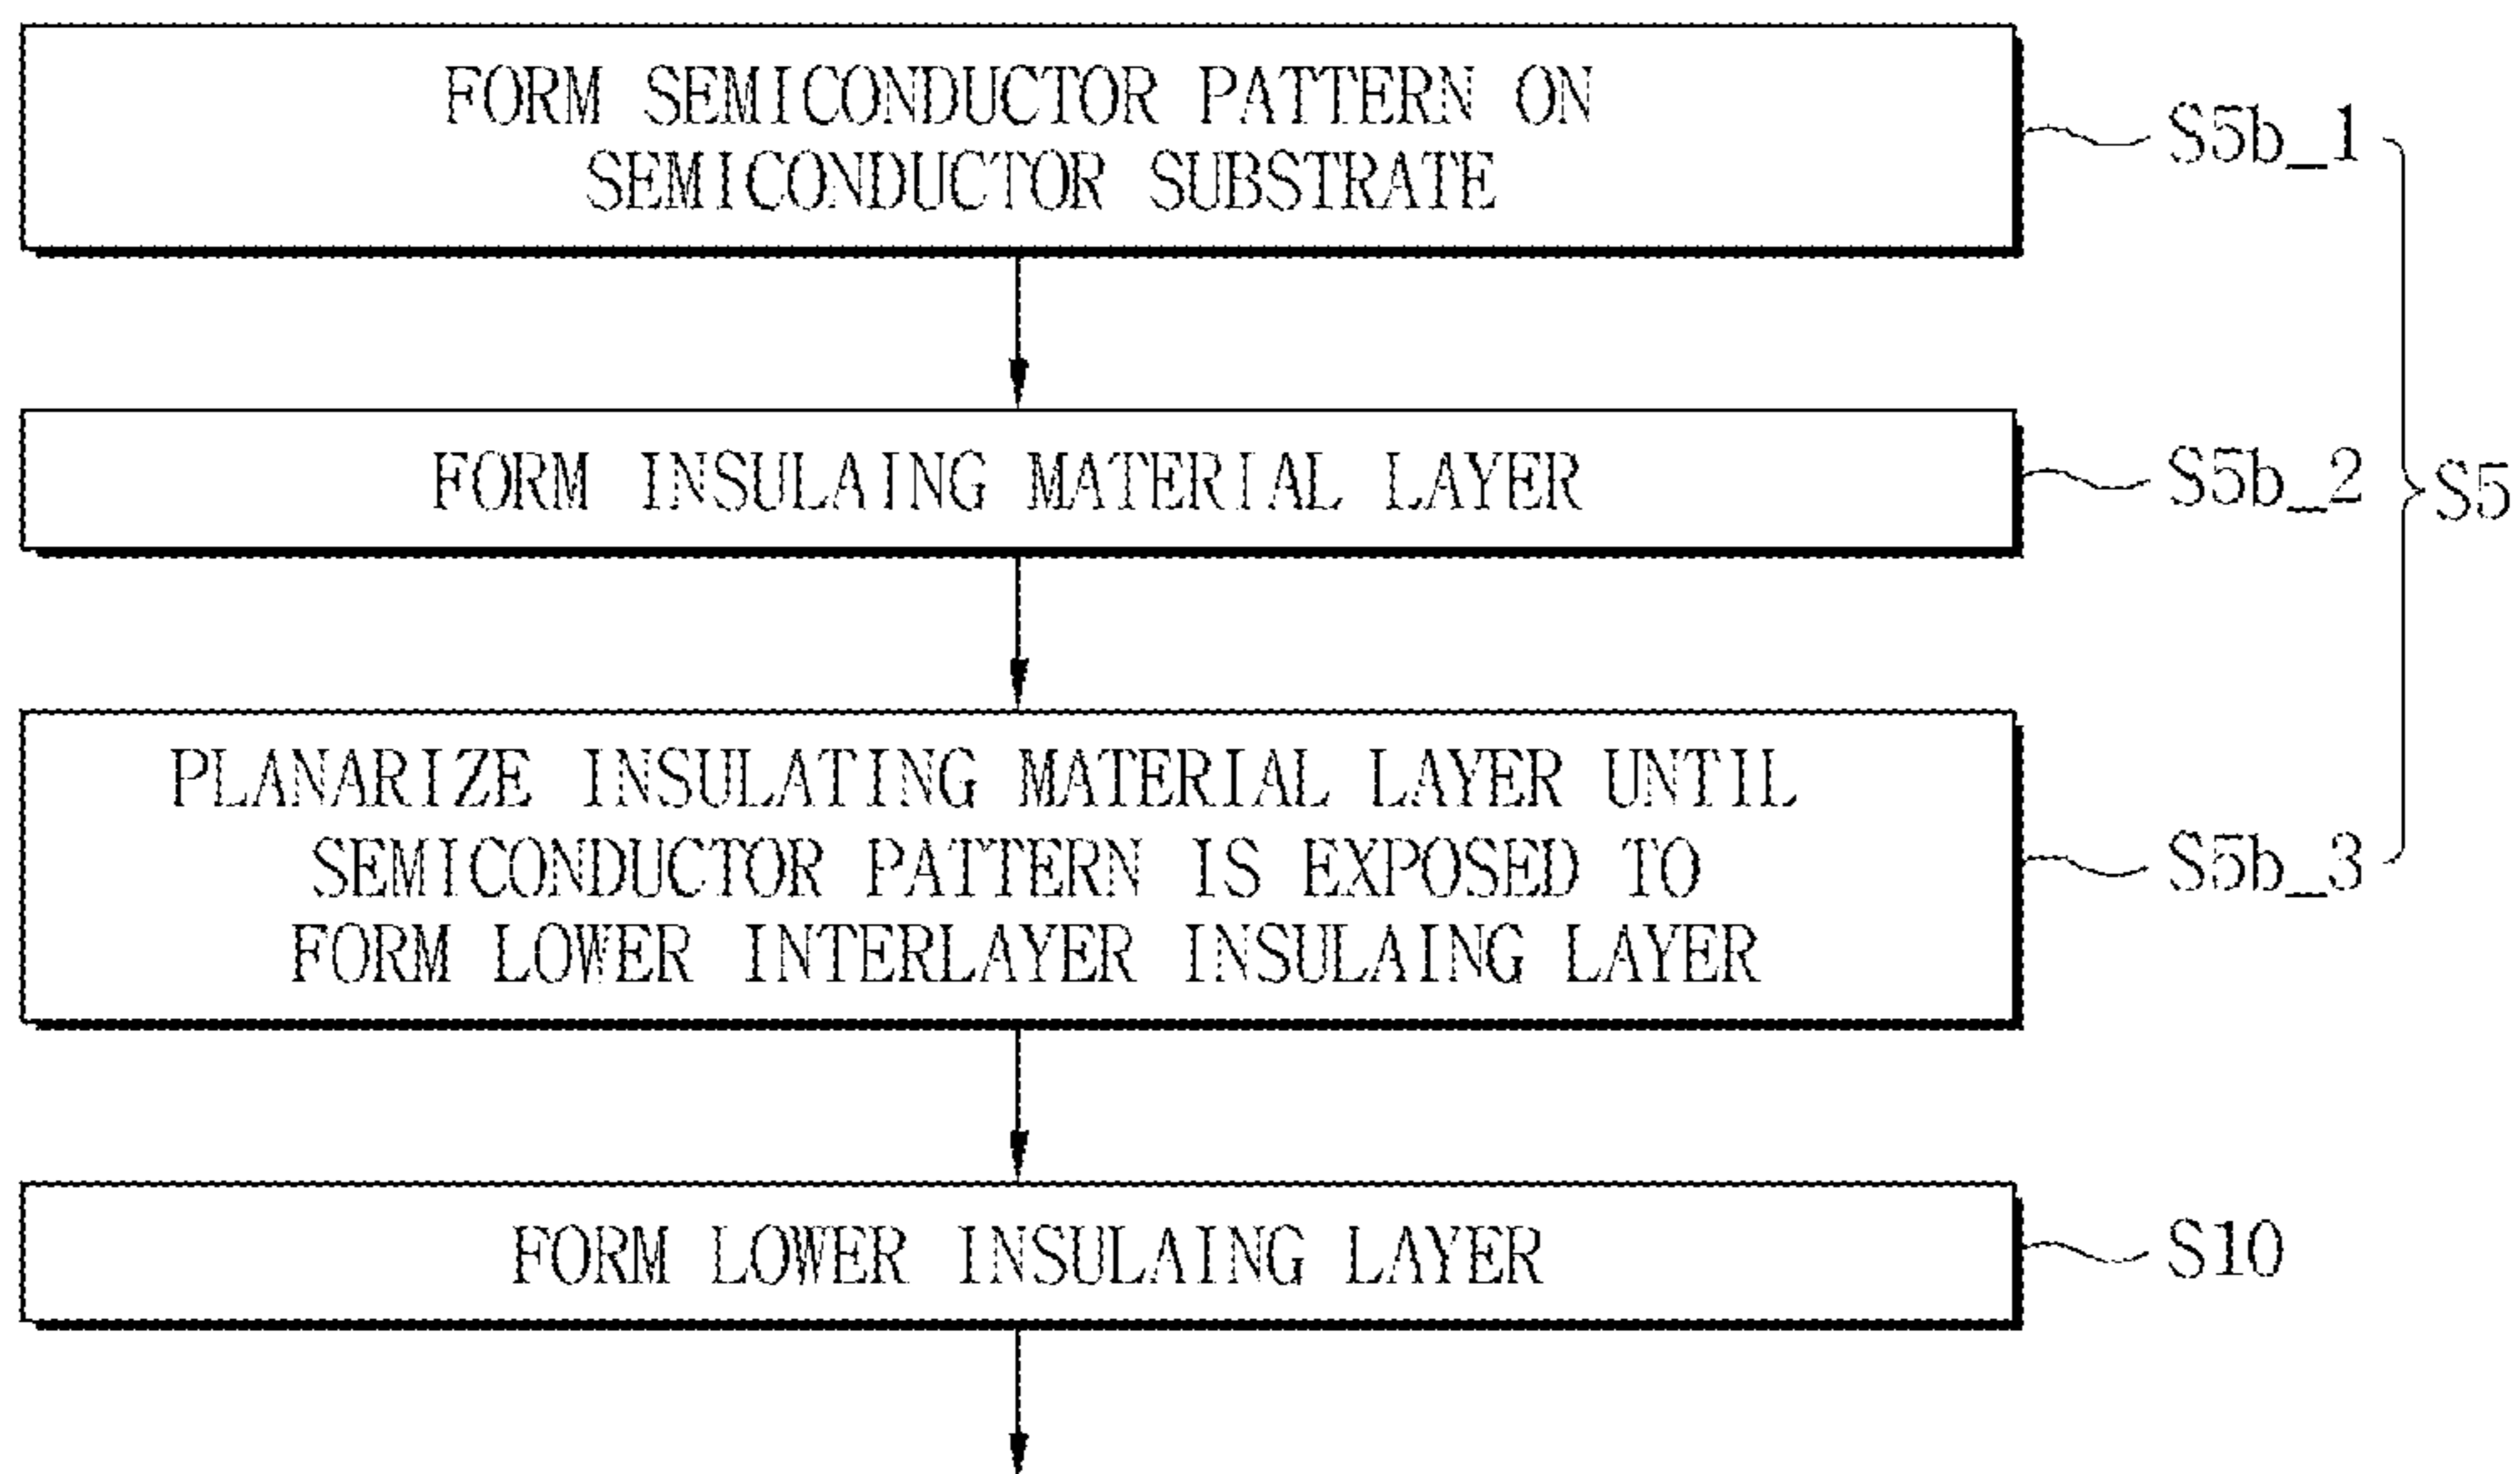 FORM SEMICONDUCTOR PATTERN ON
SEMICONDUCTOR SUBSTRATE
S5b_1
FORM INSULAING MATERIAL LAYER
S5b_2
S5
PLANARIZE INSULATING MATERIAL LAYER UNTIL
SEMICONDUCTOR PATTERN IS EXPOSED TO
FORM LOWER INTERLAYER INSULAING LAYER
S5b_3
FORM LOWER INSULAING LAYER
S10